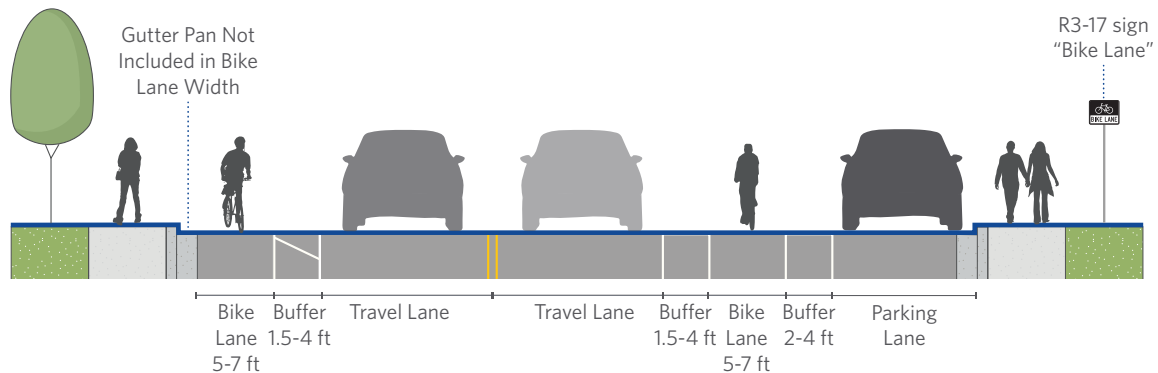 Gutter Pan Not
Included in Bike
Lane Width
R3-17 sign
“Bike Lane”
BIKE LANE
Bike
Lane
5-7 ft
Buffer
1.5-4 ft
Travel Lane
Travel Lane
Buffer
1.5-4 ft
Bike
Lane
5-7 ft
Buffer
2-4 ft
Parking
Lane